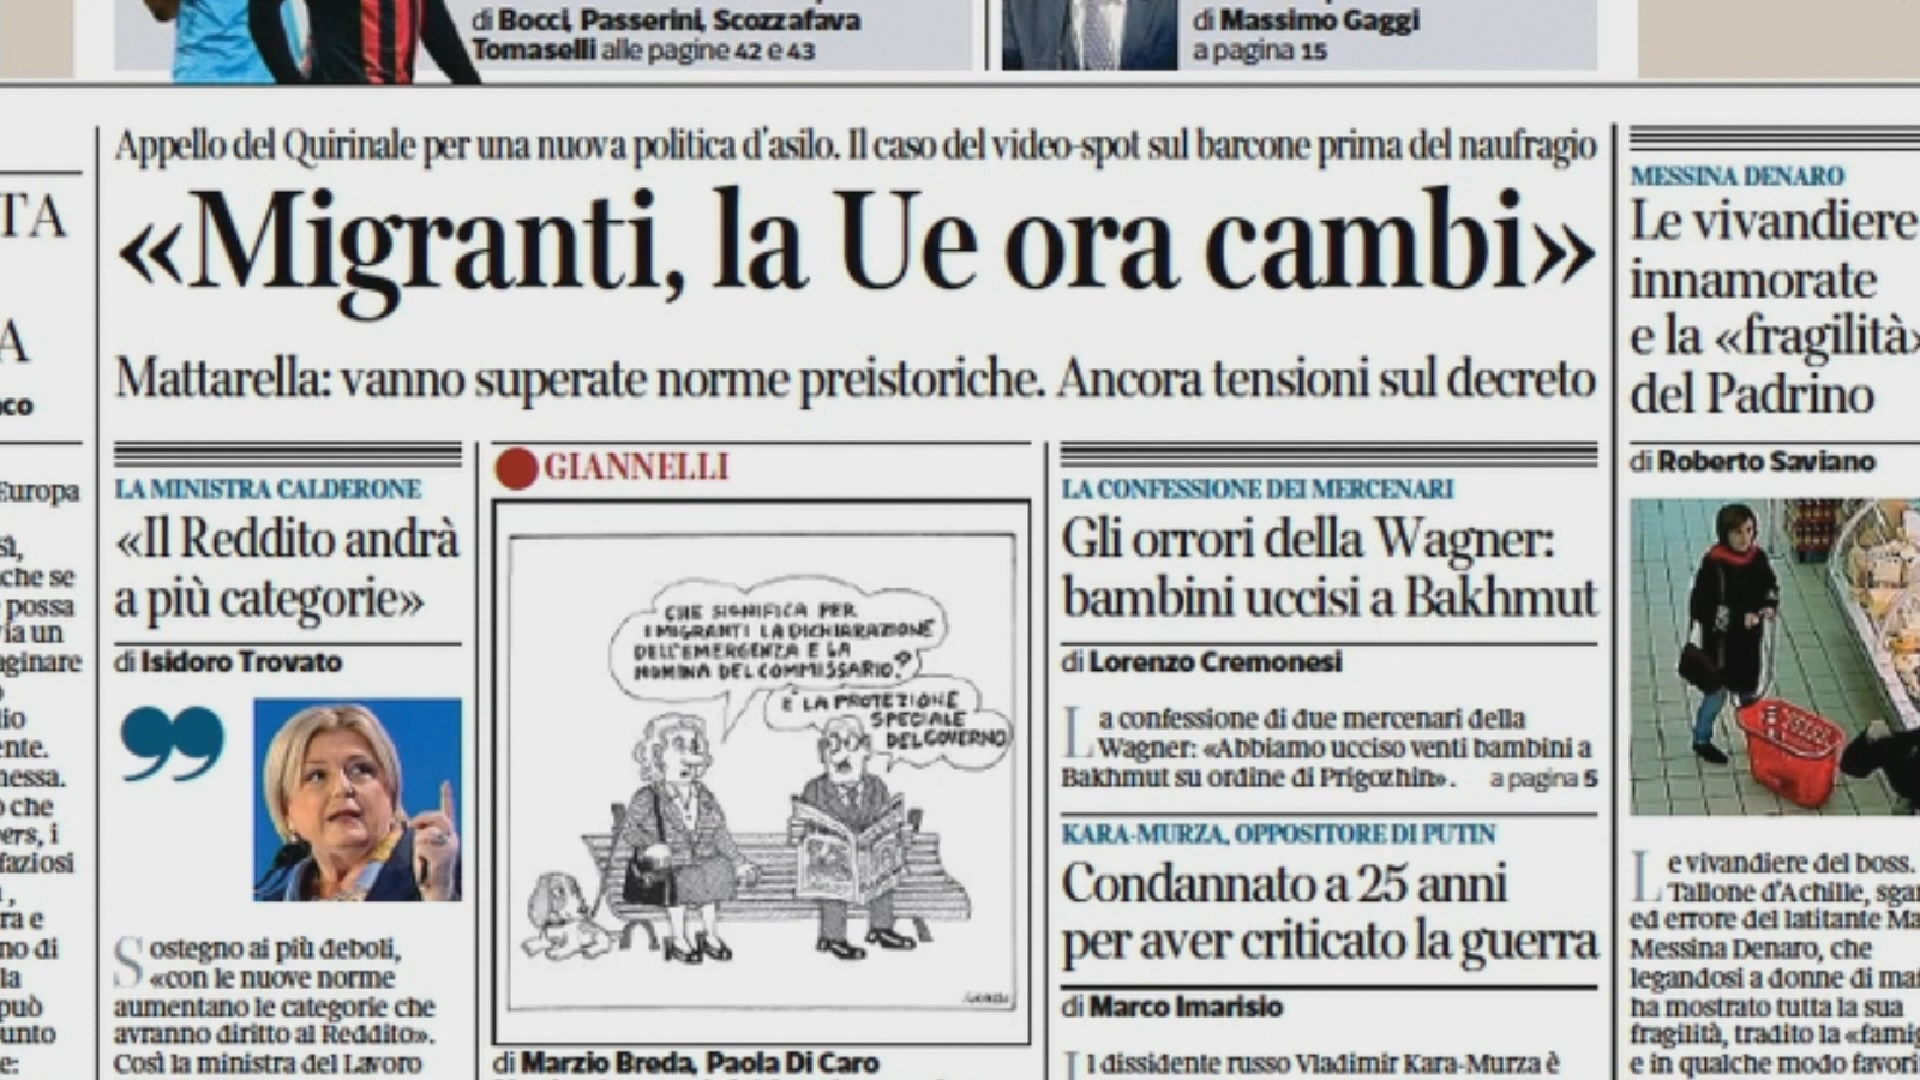 di Bocci, Passerini, Scozzafava
Tomaselli alle pagine 42 e 43
di Massimo Gaggi
a pagina 15
Appello del Quirinale per una nuova politica d'asilo. Il caso del video-spot sul barcone prima del naufragio
«Migranti, la Ue ora cambi»
Mattarella: vanno superate norme preistoriche. Ancora tensioni sul decreto
LA MINISTRA CALDERONE
«Il Reddito andrà
a più categorie»
di Isidoro Trovato
Sostegno ai più deboli,
«con le nuove norme
aumentano le categorie che
avranno diritto al Reddito».
Così la ministra del Lavoro
GIANNELLI
CHE SIGNIFICA PER
I MIGRANTI LA DICHIARAZIONE
DELL'EMERGENZA E LA
NOMINA DEL COMMISSARIO?
È LA PROTEZIONE
SPECIALE
DEL GOVERNO
di Marzio Breda, Paola Di Caro
LA CONFESSIONE DEI MERCENARI
Gli orrori della Wagner:
bambini uccisi a Bakhmut
di Lorenzo Cremonesi
La confessione di due mercenari della
Wagner: «Abbiamo ucciso venti bambini a
Bakhmut su ordine di Prigozhin». a pagina 5
KARA-MURZA, OPPOSITORE DI PUTIN
Condannato a 25 anni
per aver criticato la guerra
di Marco Imarisio
Il dissidente russo Vladimir Kara-Murza è
MESSINA DENARO
Le vivandiere
innamorate
e la «fragilità»
del Padrino
di Roberto Saviano
Le vivandiere del boss.
Tallone d'Achille,
ed errore del latitante
Messina Denaro, che
legandosi a donne di
ha mostrato tutta la sua
fragilità, tradito la
e in qualche modo
TA
A
Europa
che se
possa
un
no di
la
può